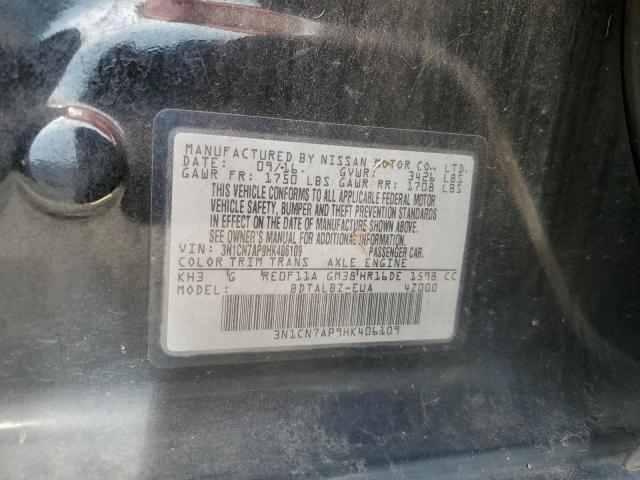 MANUFACTURED BY NISSAN MOTOR CO., LTD.
DATE: 09/16 GVWR: 3426 LBS
GAWR FR: 1750 LBS GAWR RR: 1708 LBS
THIS VEHICLE CONFORMS TO ALL APPLICABLE FEDERAL MOTOR
VEHICLE SAFETY, BUMPER AND THEFT PREVENTION STANDARDS
IN EFFECT ON THE DATE OF MANUFACTURE SHOWN ABOVE.
SEE OWNER'S MANUAL FOR ADDITIONAL INFORMATION.
VIN: 3N1CN7AP9HK406109 PASSENGER CAR.
COLOR TRIM TRANS AXLE ENGINE
KH3 G RE0F11A GM38 HR16DE 1598 CC
MODEL: BDTALBZ-EUA 42000
3N1CN7AP9HK406109